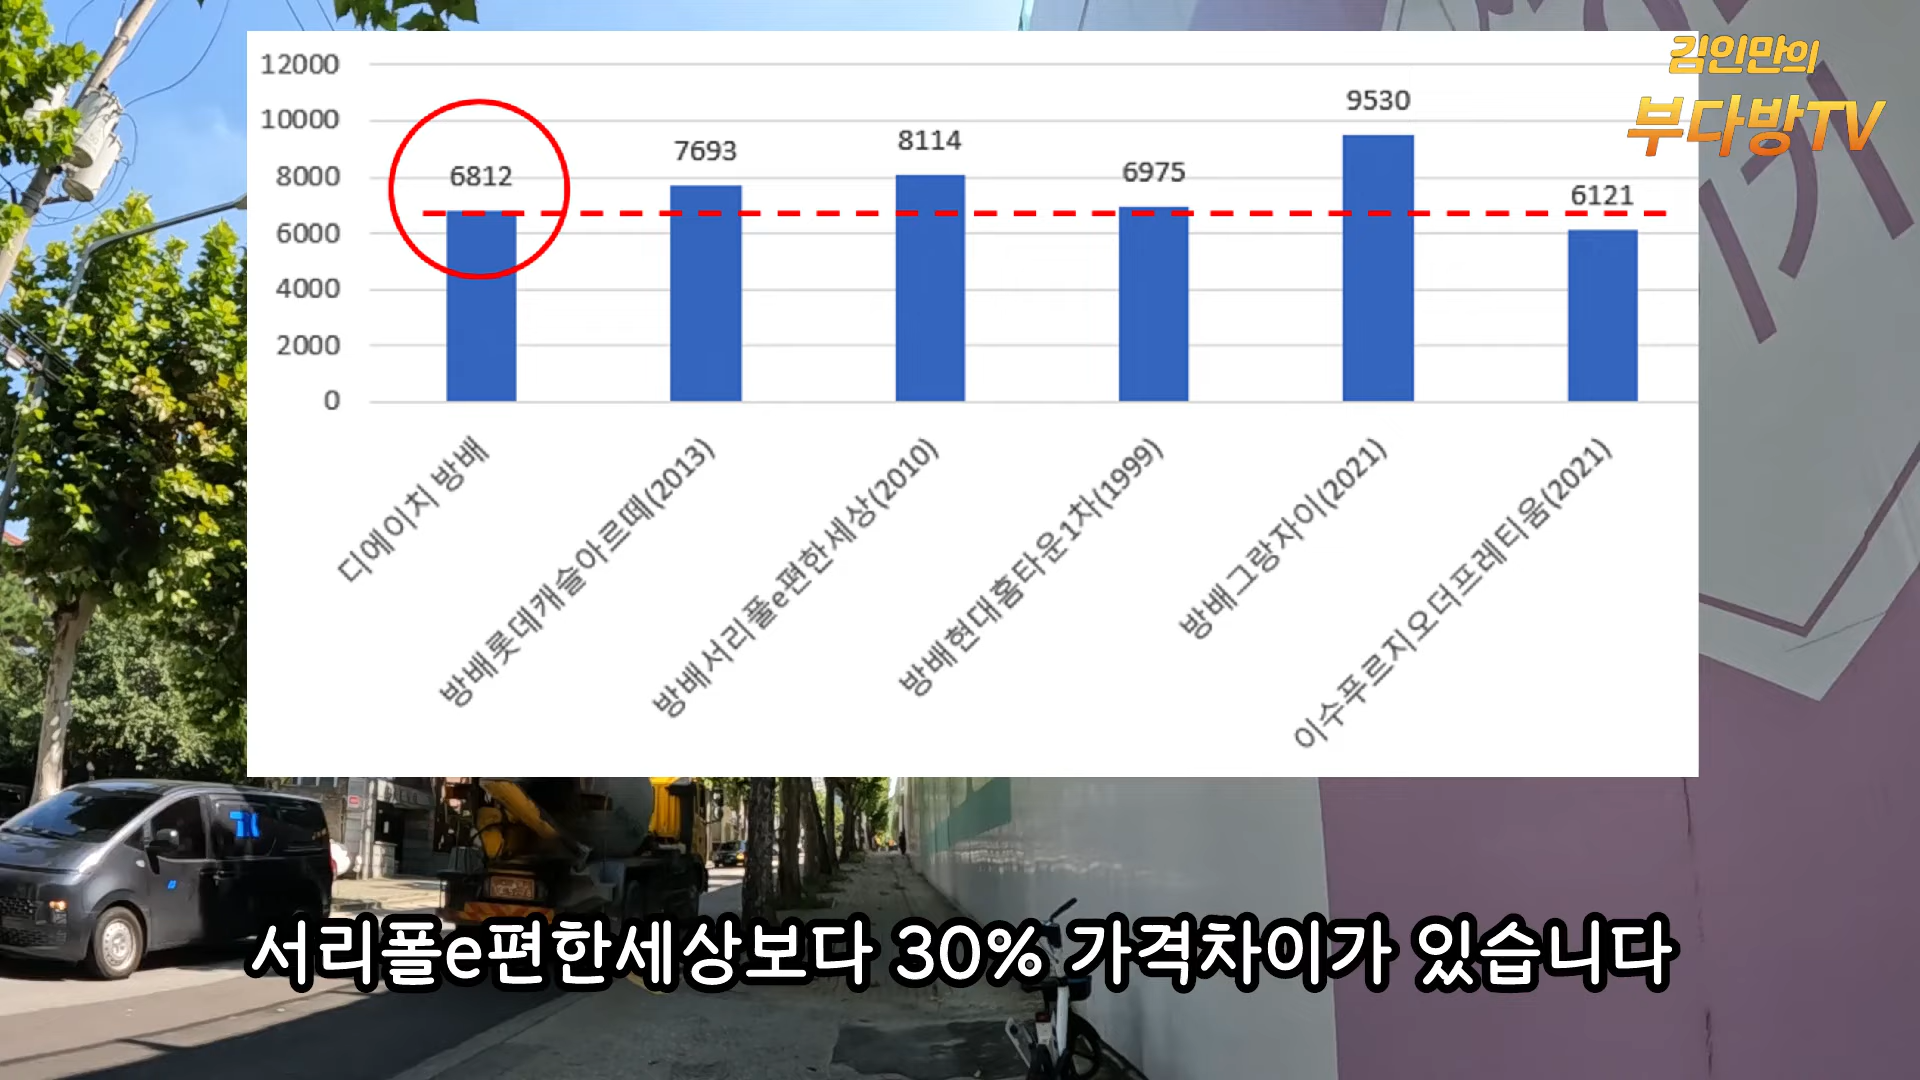 김인만의
부다방TV
12000
10000
8000
6000
4000
2000
0
6812
7693
8114
6975
9530
6121
디에이치 방배
방배롯데캐슬아르떼(2013)
방배서리풀e편한세상(2010)
방배현대홈타운1차(1999)
방배그랑자이(2021)
이수푸르지오더프레티움(2021)
서리폴e편한세상보다 30% 가격차이가 있습니다